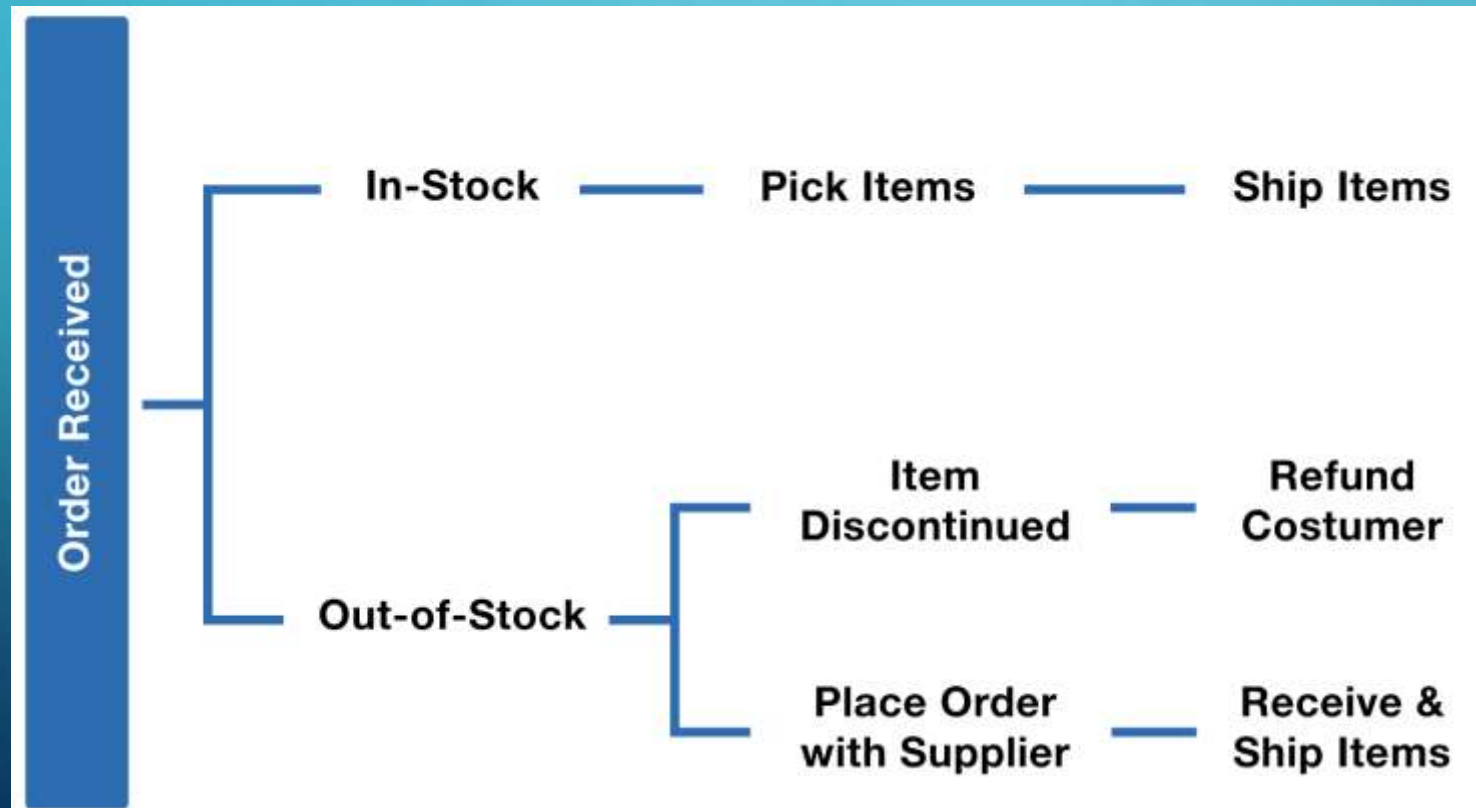 Order Received
In-Stock
Pick Items
Ship Items
Out-of-Stock
Item
Discontinued
Refund
Costumer
Place Order
with Supplier
Receive &
Ship Items